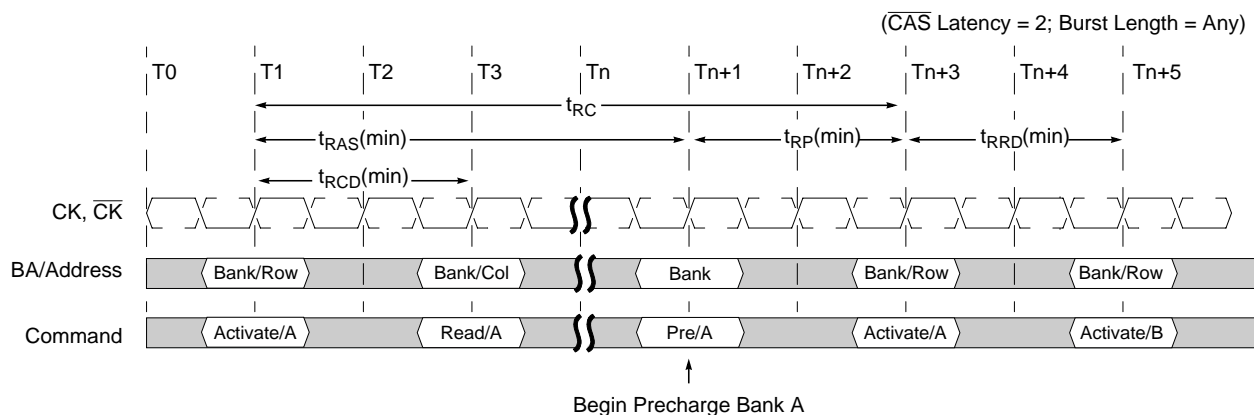 (CAS Latency = 2; Burst Length = Any)
T0 T1 T2 T3 Tn Tn+1 Tn+2 Tn+3 Tn+4 Tn+5
tRC
tRAS(min) tRP(min) tRRD(min)
tRCD(min)
CK, CK
BA/Address Bank/Row Bank/Col Bank Bank/Row Bank/Row
Command Activate/A Read/A Pre/A Activate/A Activate/B
Begin Precharge Bank A